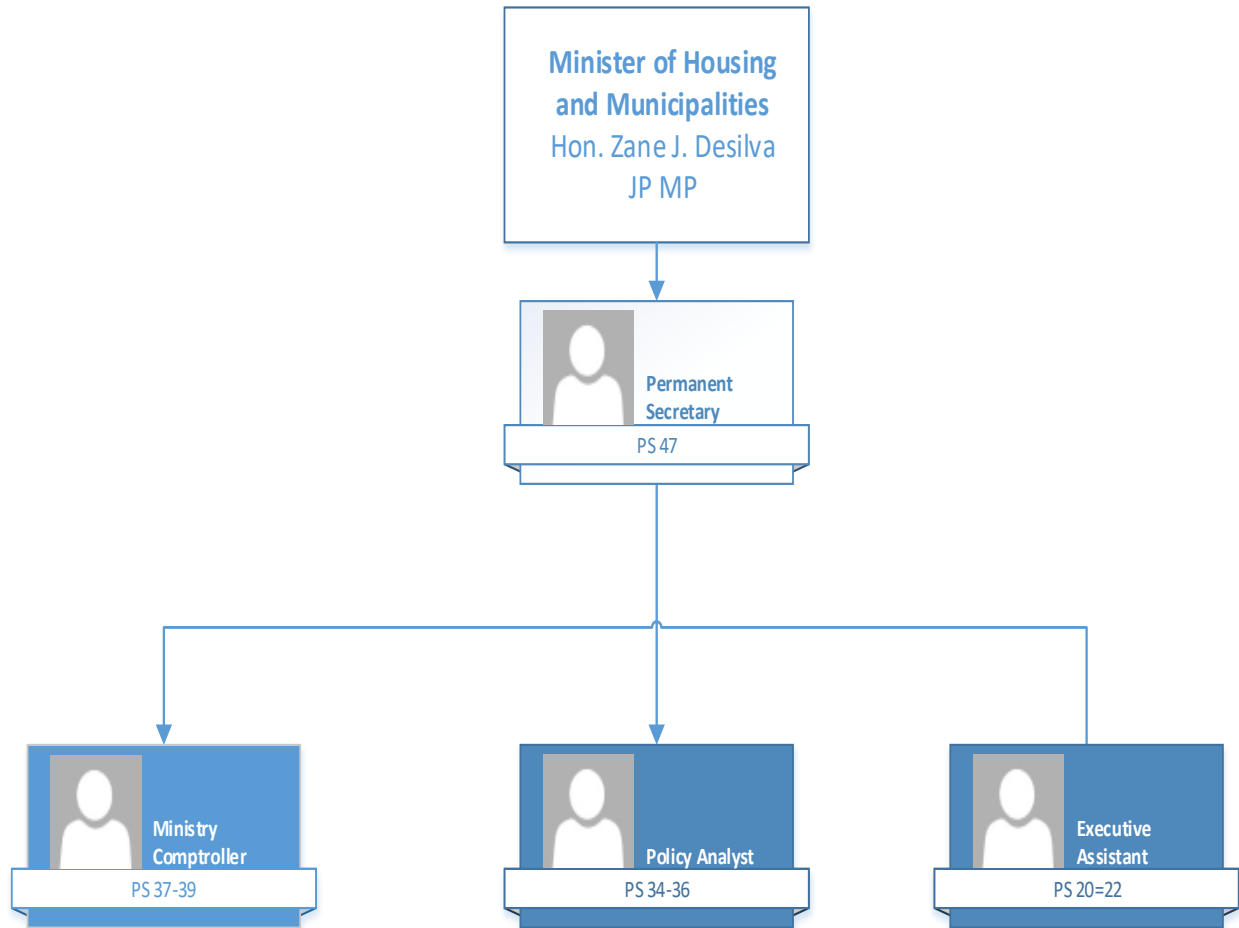 Minister of Housing
and Municipalities
Hon. Zane J. Desilva
JP MP
Permanent
Secretary
PS 47
Ministry
Comptroller
PS 37-39
Policy Analyst
PS 34-36
Executive
Assistant
PS 20=22